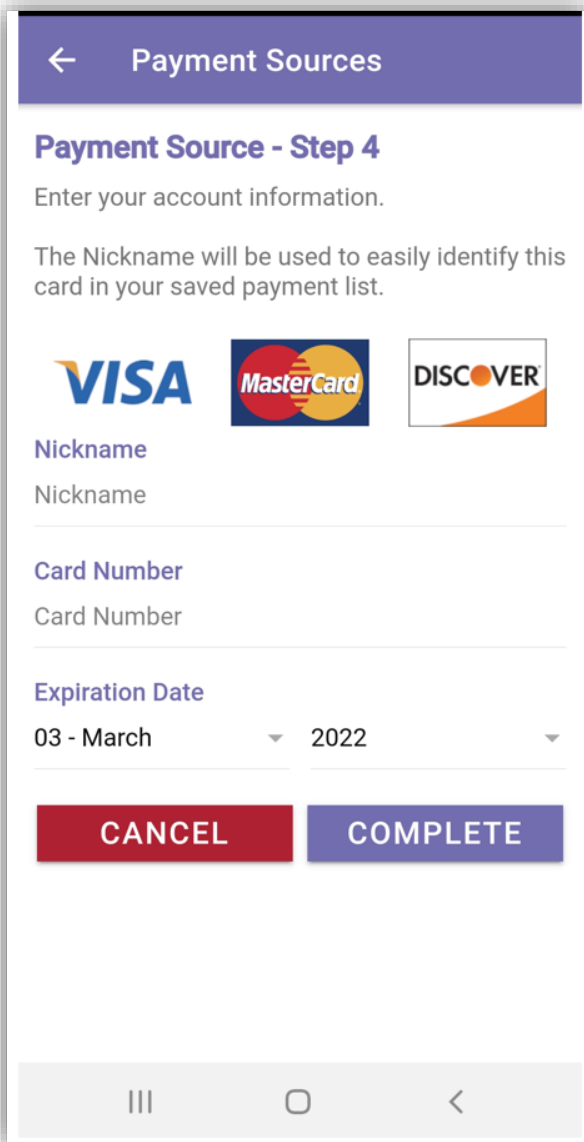 Payment Sources
Payment Source - Step 4
Enter your account information.
The Nickname will be used to easily identify this
card in your saved payment list.
VISA MasterCard DISCOVER
Nickname
Nickname
Card Number
Card Number
Expiration Date
03 - March 2022
CANCEL COMPLETE